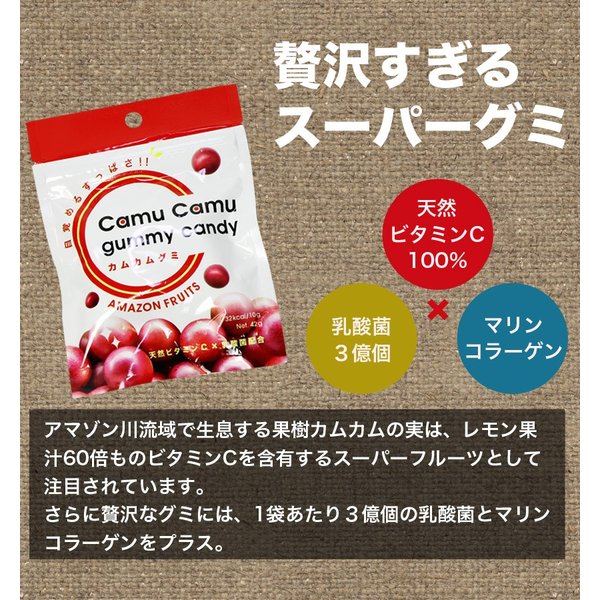 贅沢すぎる
スーパーグミ
目覚めるすっぱさ!!
Camu Camu
gummy candy
カムカムグミ
AMAZON FRUITS
32kcal/10g
Net. 42g
天然ビタミンC × 乳酸菌配合
天然
ビタミンC
100%
×
乳酸菌
３億個
マリン
コラーゲン
アマゾン川流域で生息する果樹カムカムの実は、レモン果
汁60倍ものビタミンCを含有するスーパーフルーツとして
注目されています。
さらに贅沢なグミには、1袋あたり３億個の乳酸菌とマリン
コラーゲンをプラス。